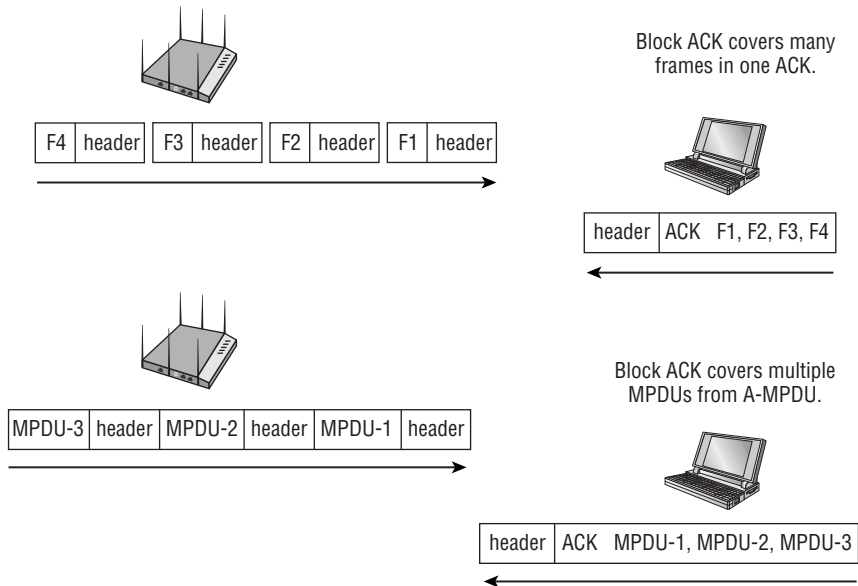 Block ACK covers many
frames in one ACK.
F4 header F3 header F2 header F1 header
header ACK F1, F2, F3, F4
Block ACK covers multiple
MPDUs from A-MPDU.
MPDU-3 header MPDU-2 header MPDU-1 header
header ACK MPDU-1, MPDU-2, MPDU-3